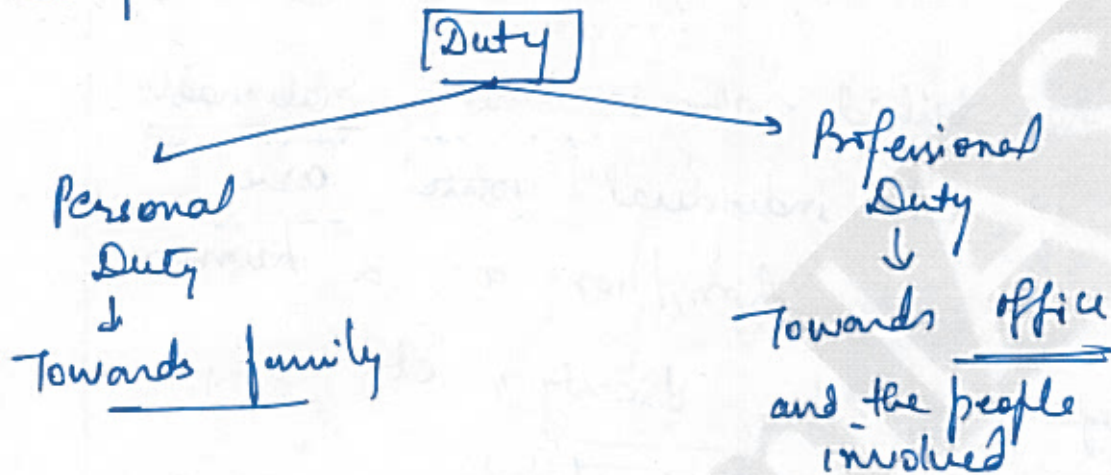 Duty
Personal
Duty
Towards family
Professional
Duty
Towards office
and the people
involved